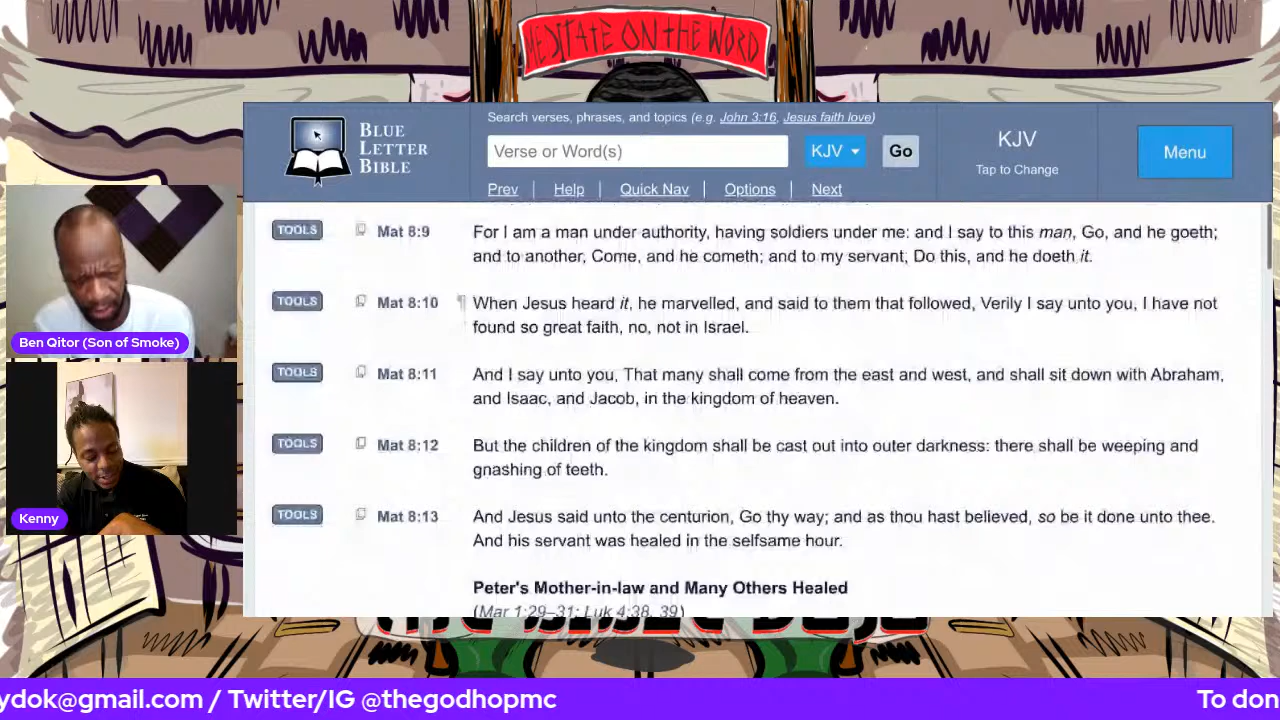 MEDITATE ON THE WORD
BLUE
LETTER
BIBLE
Search verses, phrases, and topics (e.g. John 3:16, Jesus faith love)
Verse or Word(s)
KJV
Go
Prev
Help
Quick Nav
Options
Next
KJV
Tap to Change
Menu
TOOLS
Mat 8:9
For I am a man under authority, having soldiers under me: and I say to this man, Go, and he goeth;
and to another, Come, and he cometh; and to my servant, Do this, and he doeth it.
TOOLS
Mat 8:10
¶ When Jesus heard it, he marvelled, and said to them that followed, Verily I say unto you, I have not
found so great faith, no, not in Israel.
TOOLS
Mat 8:11
And I say unto you, That many shall come from the east and west, and shall sit down with Abraham,
and Isaac, and Jacob, in the kingdom of heaven.
TOOLS
Mat 8:12
But the children of the kingdom shall be cast out into outer darkness: there shall be weeping and
gnashing of teeth.
TOOLS
Mat 8:13
And Jesus said unto the centurion, Go thy way; and as thou hast believed, so be it done unto thee.
And his servant was healed in the selfsame hour.
Peter's Mother-in-law and Many Others Healed
(Mar 1:29–31; Luk 4:38, 39)
Ben Qitor (Son of Smoke)
Kenny
ydok@gmail.com / Twitter/IG @thegodhopmc
To don